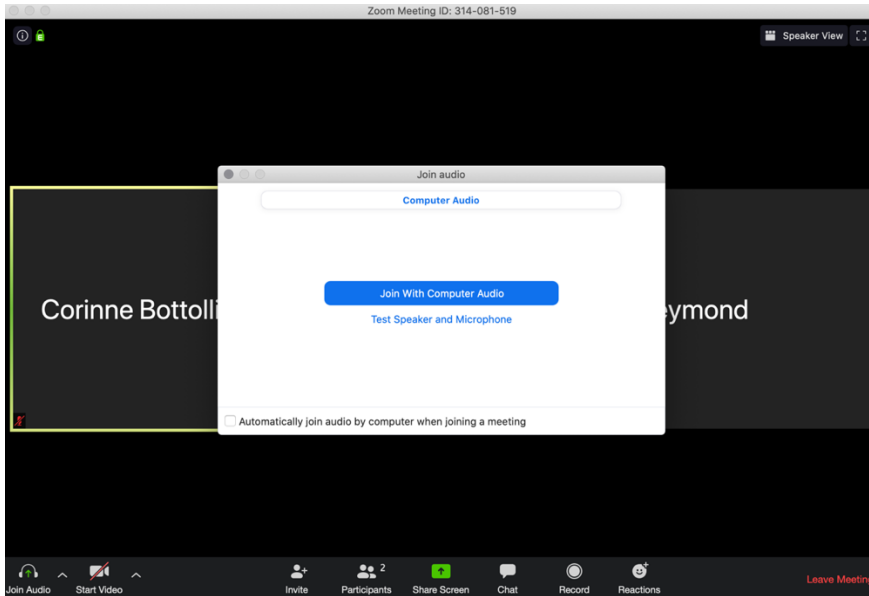 Zoom Meeting ID: 314-081-519
Speaker View
Join audio
Computer Audio
Corinne Bottolli
Join With Computer Audio
eymond
Test Speaker and Microphone
Automatically join audio by computer when joining a meeting
2
Join Audio Start Video Invite Participants Share Screen Chat Record Reactions Leave Meeting